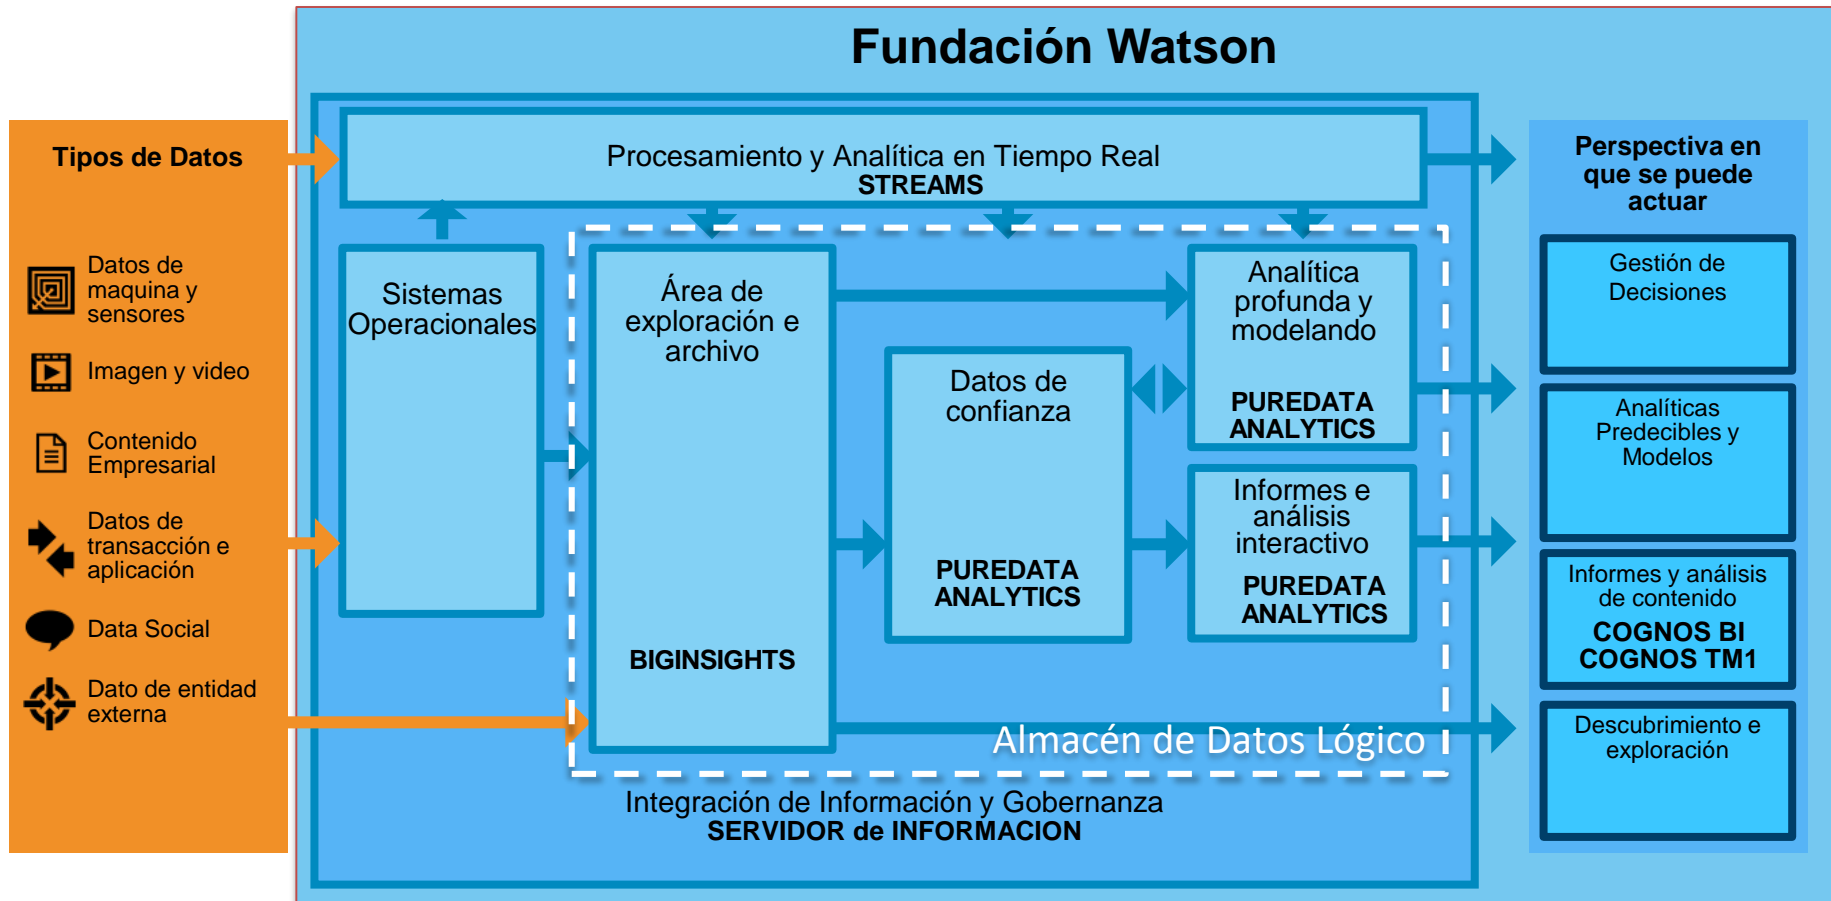 Fundación Watson
Tipos de Datos
Datos de
maquina y
sensores
Imagen y video
Contenido
Empresarial
Datos de
transacción e
aplicación
Data Social
Dato de entidad
externa
Procesamiento y Analítica en Tiempo Real
STREAMS
Sistemas
Operacionales
Área de
exploración e
archivo
BIGINSIGHTS
Datos de
confianza
PUREDATA
ANALYTICS
Analítica
profunda y
modelando
PUREDATA
ANALYTICS
Informes e
análisis
interactivo
PUREDATA
ANALYTICS
Almacén de Datos Lógico
Integración de Información y Gobernanza
SERVIDOR de INFORMACION
Perspectiva en
que se puede
actuar
Gestión de
Decisiones
Analíticas
Predecibles y
Modelos
Informes y análisis
de contenido
COGNOS BI
COGNOS TM1
Descubrimiento e
exploración